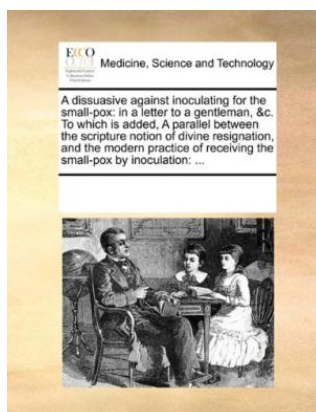 ECCO
Medicine, Science and Technology
A dissuasive against inoculating for the
small-pox: in a letter to a gentleman, &c.
To which is added, A parallel between
the scripture notion of divine resignation,
and the modern practice of receiving the
small-pox by inoculation: ...